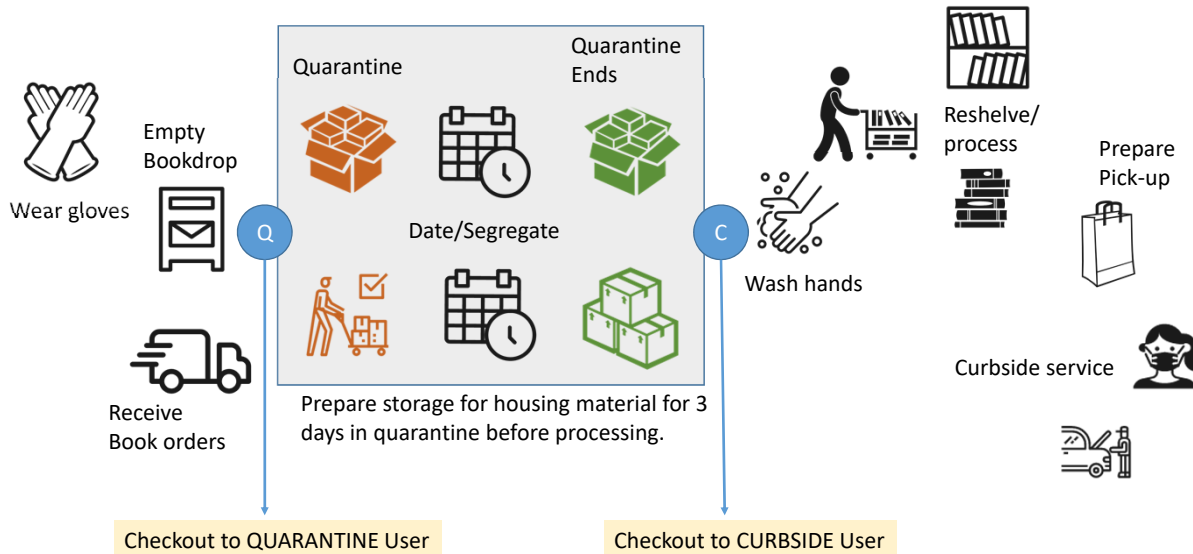 Quarantine
Quarantine
Ends
Wear gloves
Empty
Bookdrop
Q
Date/Segregate
C
Wash hands
Reshelve/
process
Prepare
Pick-up
Receive
Book orders
Curbside service
Prepare storage for housing material for 3
days in quarantine before processing.
Checkout to QUARANTINE User
Checkout to CURBSIDE User